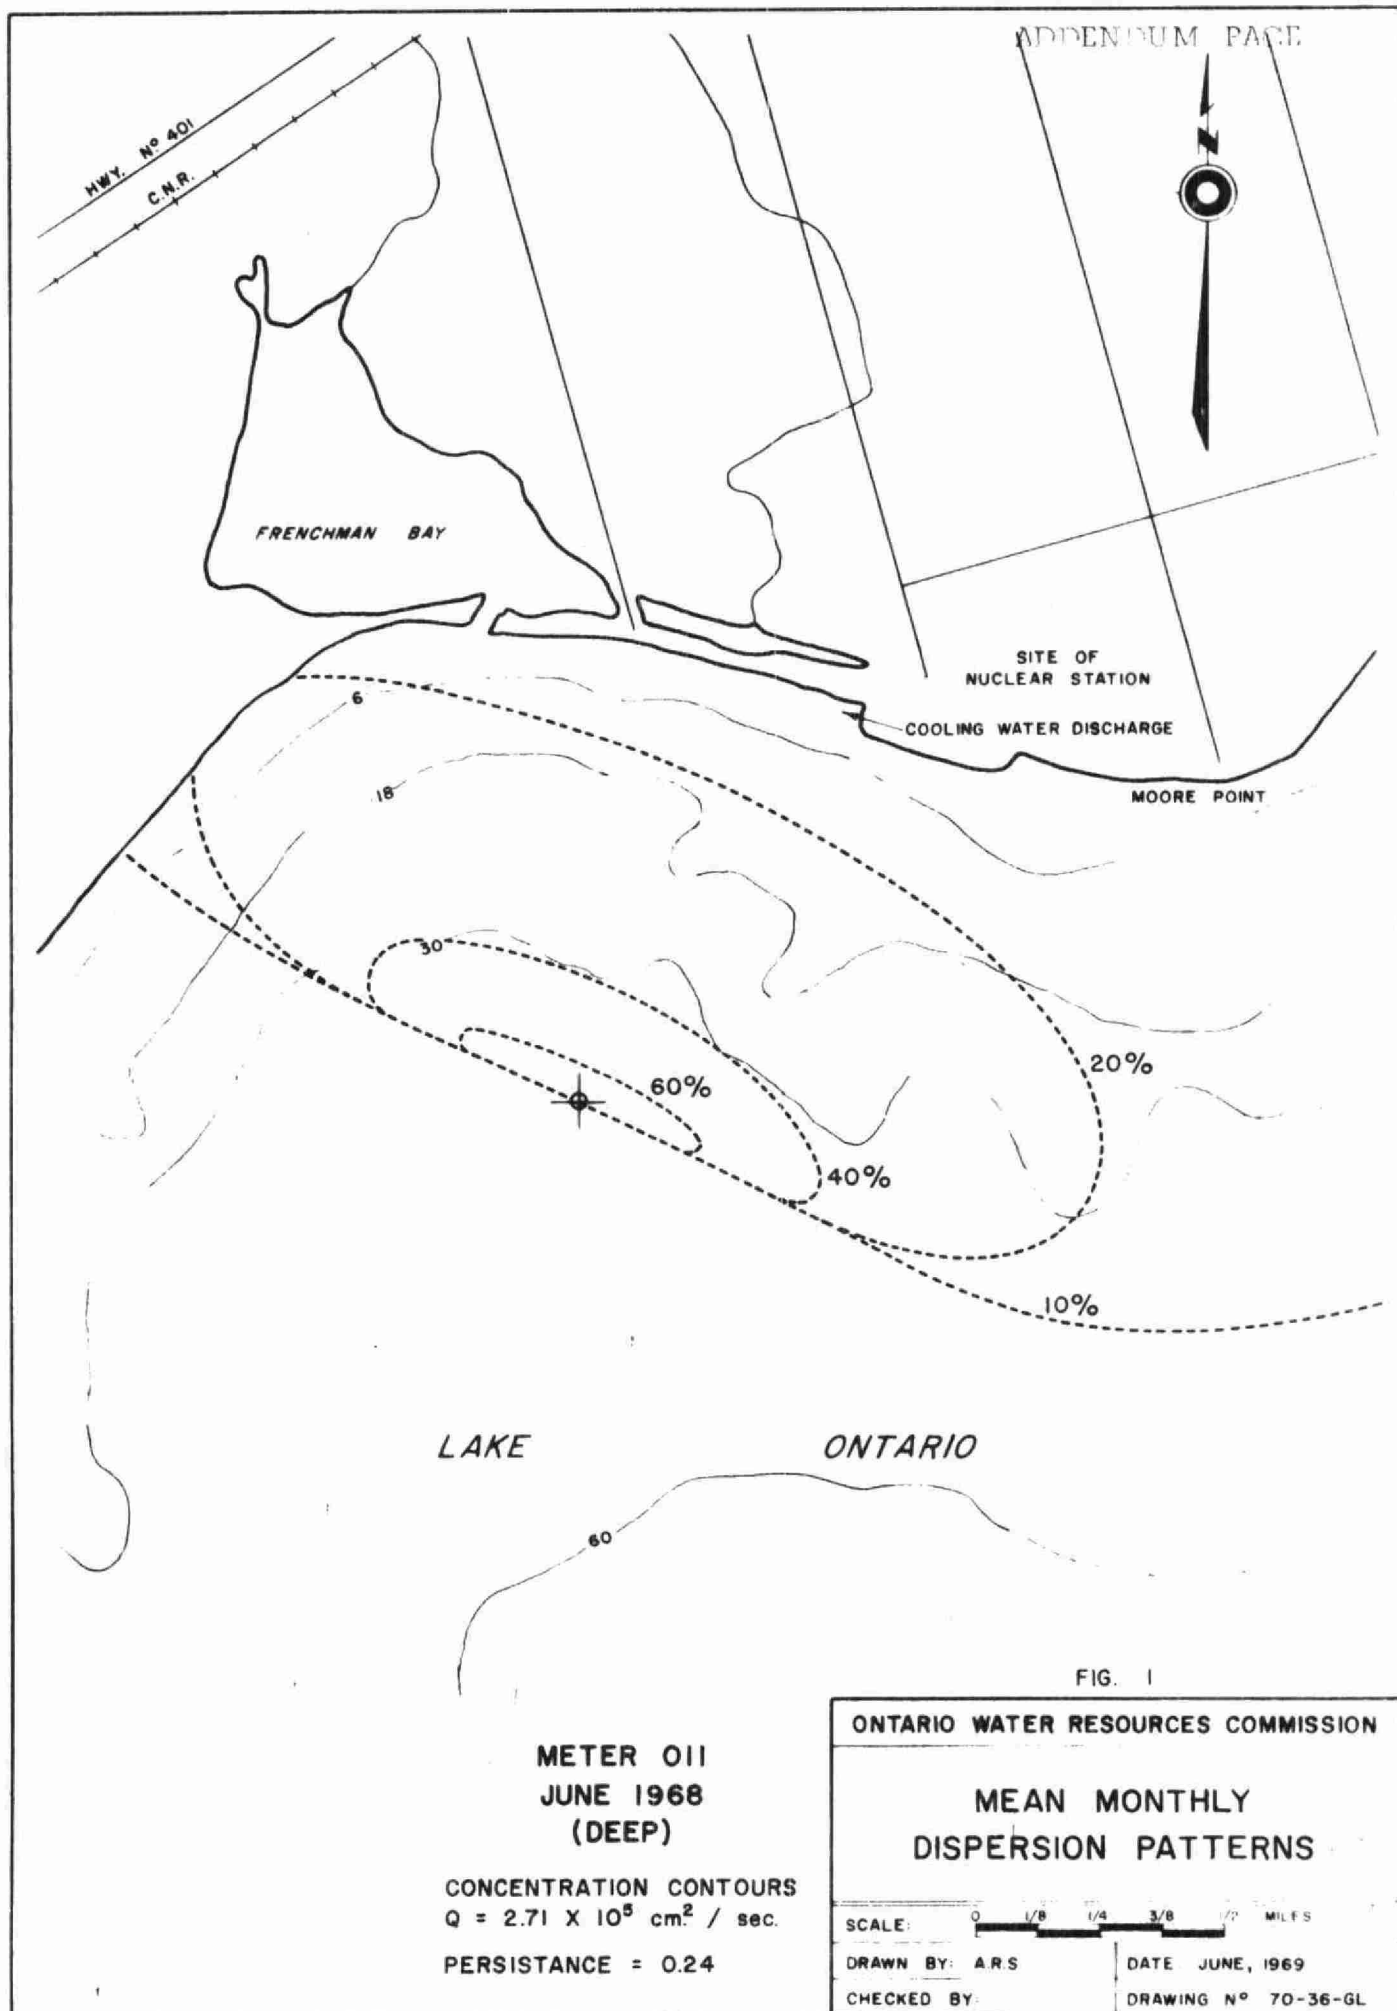 ADDENDUM PAGE
N
HWY. Nº 401
C.N.R.
FRENCHMAN BAY
SITE OF
NUCLEAR STATION
COOLING WATER DISCHARGE
MOORE POINT
6
18
30
60%
20%
40%
10%
LAKE ONTARIO
60
FIG. 1
METER 011
JUNE 1968
(DEEP)
CONCENTRATION CONTOURS
Q = 2.71 X 10⁵ cm² / sec.
PERSISTANCE = 0.24
ONTARIO WATER RESOURCES COMMISSION
MEAN MONTHLY
DISPERSION PATTERNS
SCALE: 0 1/8 1/4 3/8 1/2 MILES
DRAWN BY: A.R.S
DATE JUNE, 1969
CHECKED BY:
DRAWING Nº 70-36-GL